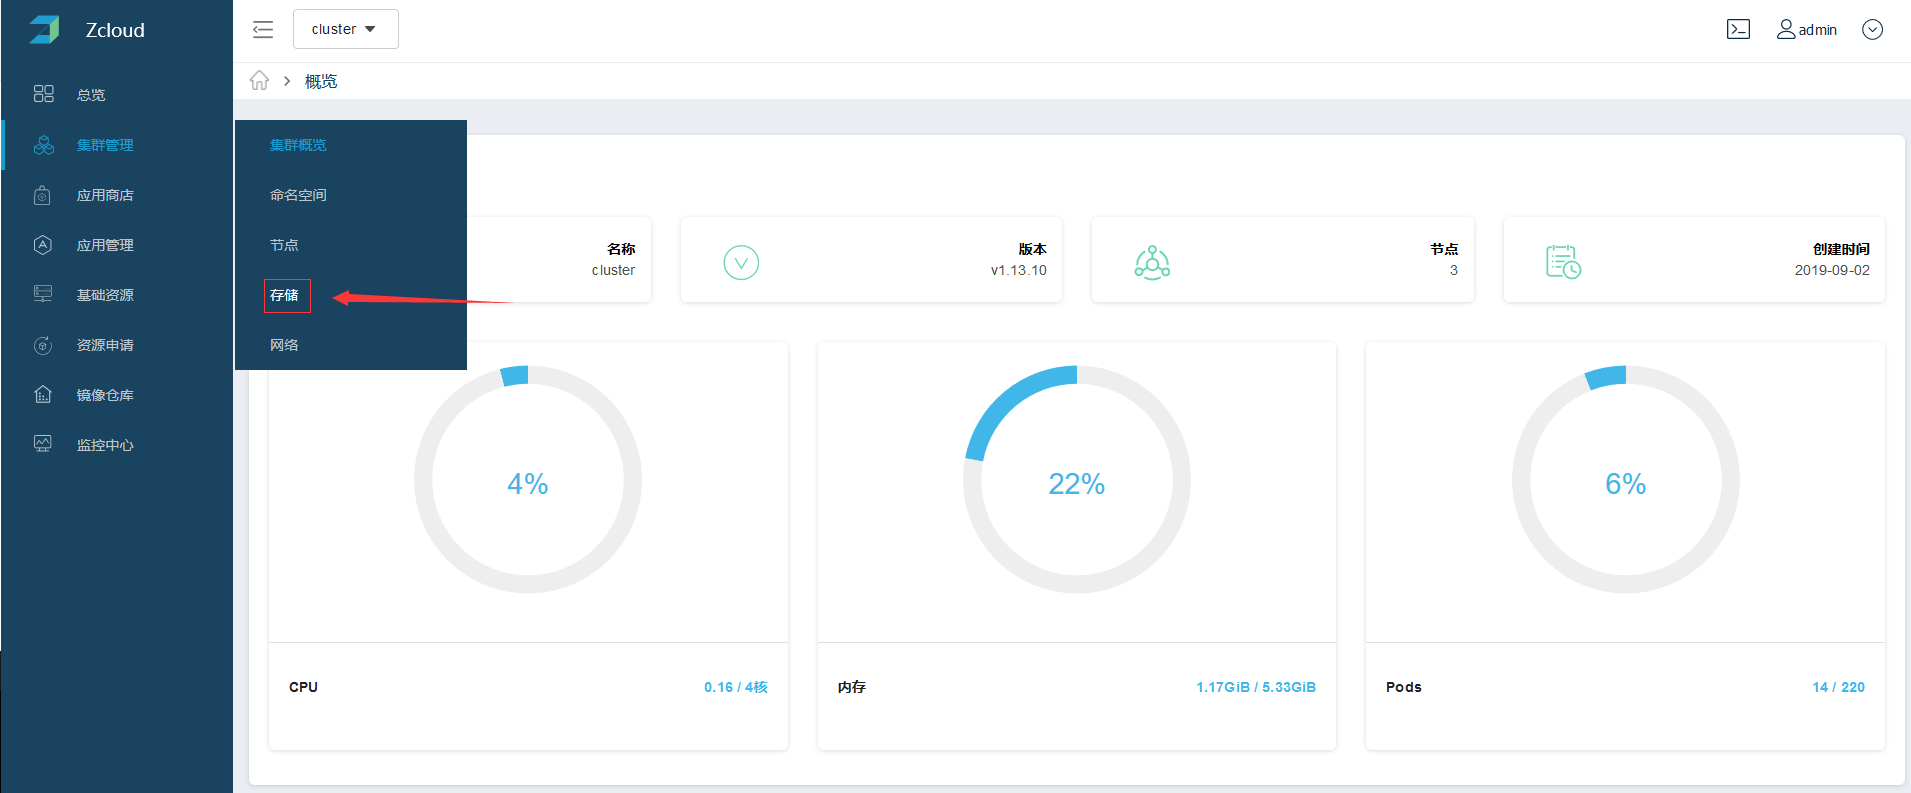 Zcloud
cluster
admin
概览
总览
集群管理
应用商店
应用管理
基础资源
资源申请
镜像仓库
监控中心
集群概览
命名空间
节点
存储
网络
名称
cluster
版本
v1.13.10
节点
3
创建时间
2019-09-02
4%
22%
6%
CPU
0.16 / 4核
内存
1.17GiB / 5.33GiB
Pods
14 / 220